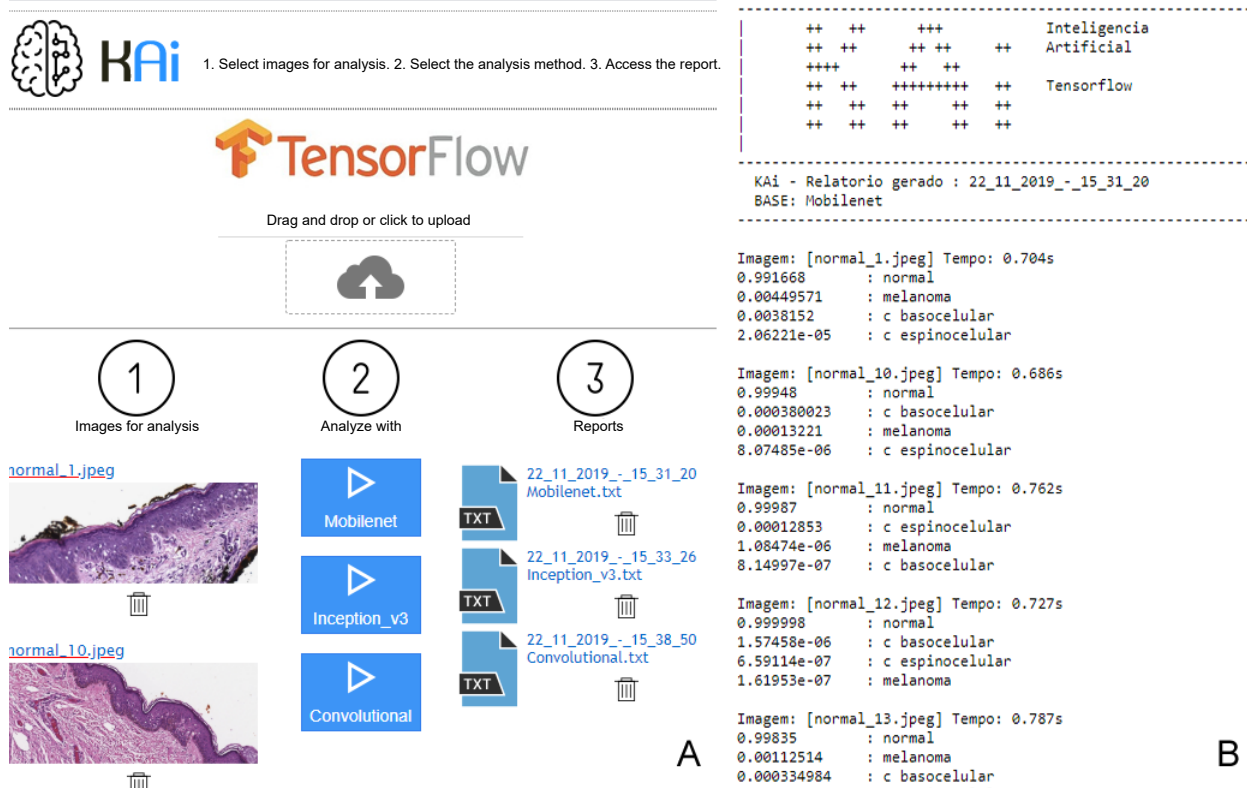 KAi
1. Select images for analysis. 2. Select the analysis method. 3. Access the report.
TensorFlow
Drag and drop or click to upload
1
Images for analysis
2
Analyze with
3
Reports
normal_1.jpeg
normal_10.jpeg
Mobilenet
Inception_v3
Convolutional
TXT
22_11_2019_-_15_31_20
Mobilenet.txt
TXT
22_11_2019_-_15_33_26
Inception_v3.txt
TXT
22_11_2019_-_15_38_50
Convolutional.txt
A
Inteligencia
Artificial
Tensorflow
KAi - Relatorio gerado : 22_11_2019_-_15_31_20
BASE: Mobilenet
Imagem: [normal_1.jpeg] Tempo: 0.704s
0.991668 : normal
0.00449571 : melanoma
0.0038152 : c basocelular
2.06221e-05 : c espinocelular
Imagem: [normal_10.jpeg] Tempo: 0.686s
0.99948 : normal
0.000380023 : c basocelular
0.00013221 : melanoma
8.07485e-06 : c espinocelular
Imagem: [normal_11.jpeg] Tempo: 0.762s
0.99987 : normal
0.00012853 : c espinocelular
1.08474e-06 : melanoma
8.14997e-07 : c basocelular
Imagem: [normal_12.jpeg] Tempo: 0.727s
0.999998 : normal
1.57458e-06 : c basocelular
6.59114e-07 : c espinocelular
1.61953e-07 : melanoma
Imagem: [normal_13.jpeg] Tempo: 0.787s
0.99835 : normal
0.00112514 : melanoma
0.000334984 : c basocelular
B